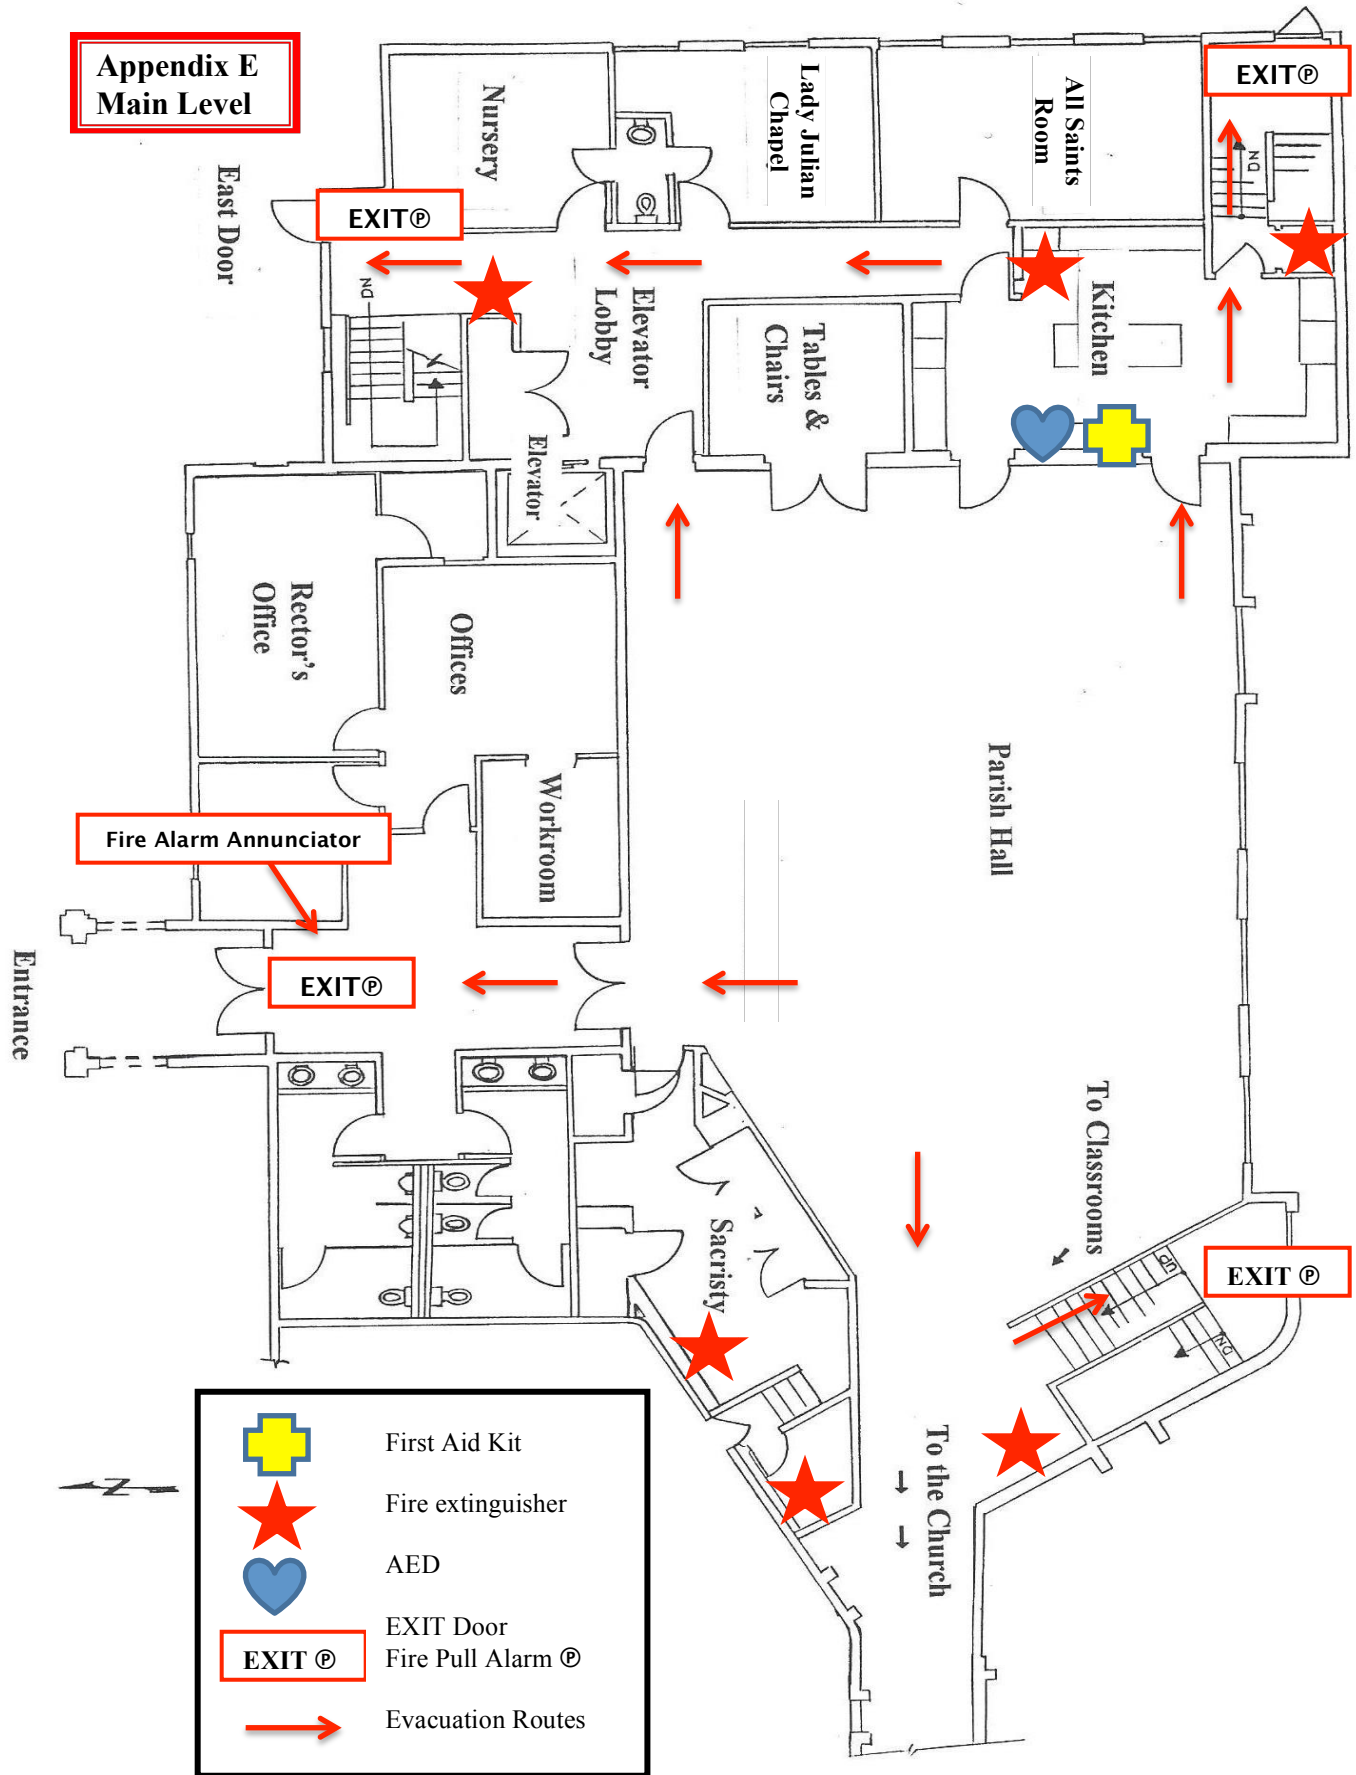 Appendix E
Main Level
EXIT℗
Nursery
Lady Julian
Chapel
All Saints
Room
DN
East Door
EXIT℗
DN
Elevator
Lobby
Tables &
Chairs
Kitchen
Elevator
Rector's
Office
Offices
Workroom
Parish Hall
Fire Alarm Annunciator
Entrance
EXIT℗
To Classrooms
UP
DN
EXIT ℗
Sacristy
To the Church
N
First Aid Kit
Fire extinguisher
AED
EXIT Door
EXIT ℗
Fire Pull Alarm ℗
Evacuation Routes